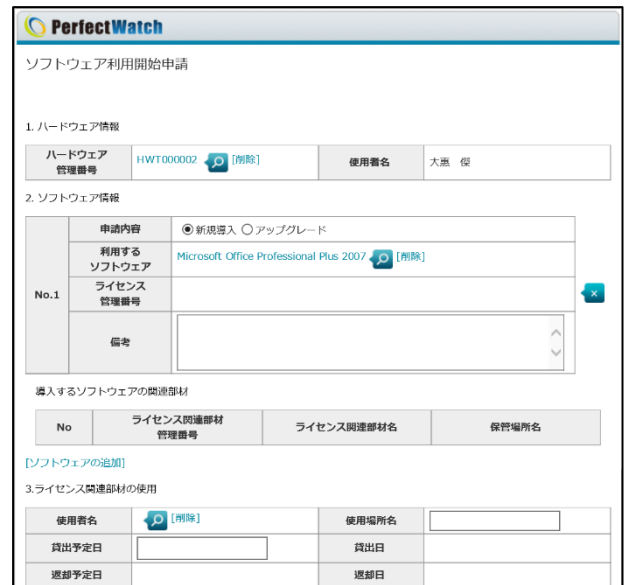 PerfectWatch
ソフトウェア利用開始申請
1. ハードウェア情報
ハードウェア
管理番号
HWT000002 [削除]
使用者名
大惠 傑
2. ソフトウェア情報
No.1
申請内容
新規導入 アップグレード
利用する
ソフトウェア
Microsoft Office Professional Plus 2007 [削除]
ライセンス
管理番号
備考
導入するソフトウェアの関連部材
No
ライセンス関連部材
管理番号
ライセンス関連部材名
保管場所名
[ソフトウェアの追加]
3.ライセンス関連部材の使用
使用者名
[削除]
使用場所名
貸出予定日
貸出日
返却予定日
返却日